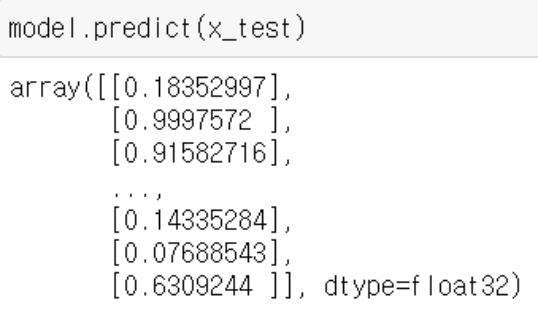 model.predict(x_test)
array([[0.18352997],
[0.9997572 ],
[0.91582716],
...,
[0.14335284],
[0.07688543],
[0.6309244 ]], dtype=float32)